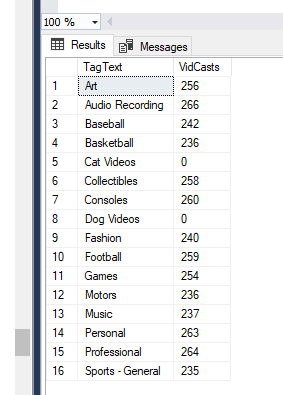 100 %
Results Messages
TagText VidCasts
1 Art 256
2 Audio Recording 266
3 Baseball 242
4 Basketball 236
5 Cat Videos 0
6 Collectibles 258
7 Consoles 260
8 Dog Videos 0
9 Fashion 240
10 Football 259
11 Games 254
12 Motors 236
13 Music 237
14 Personal 263
15 Professional 264
16 Sports - General 235